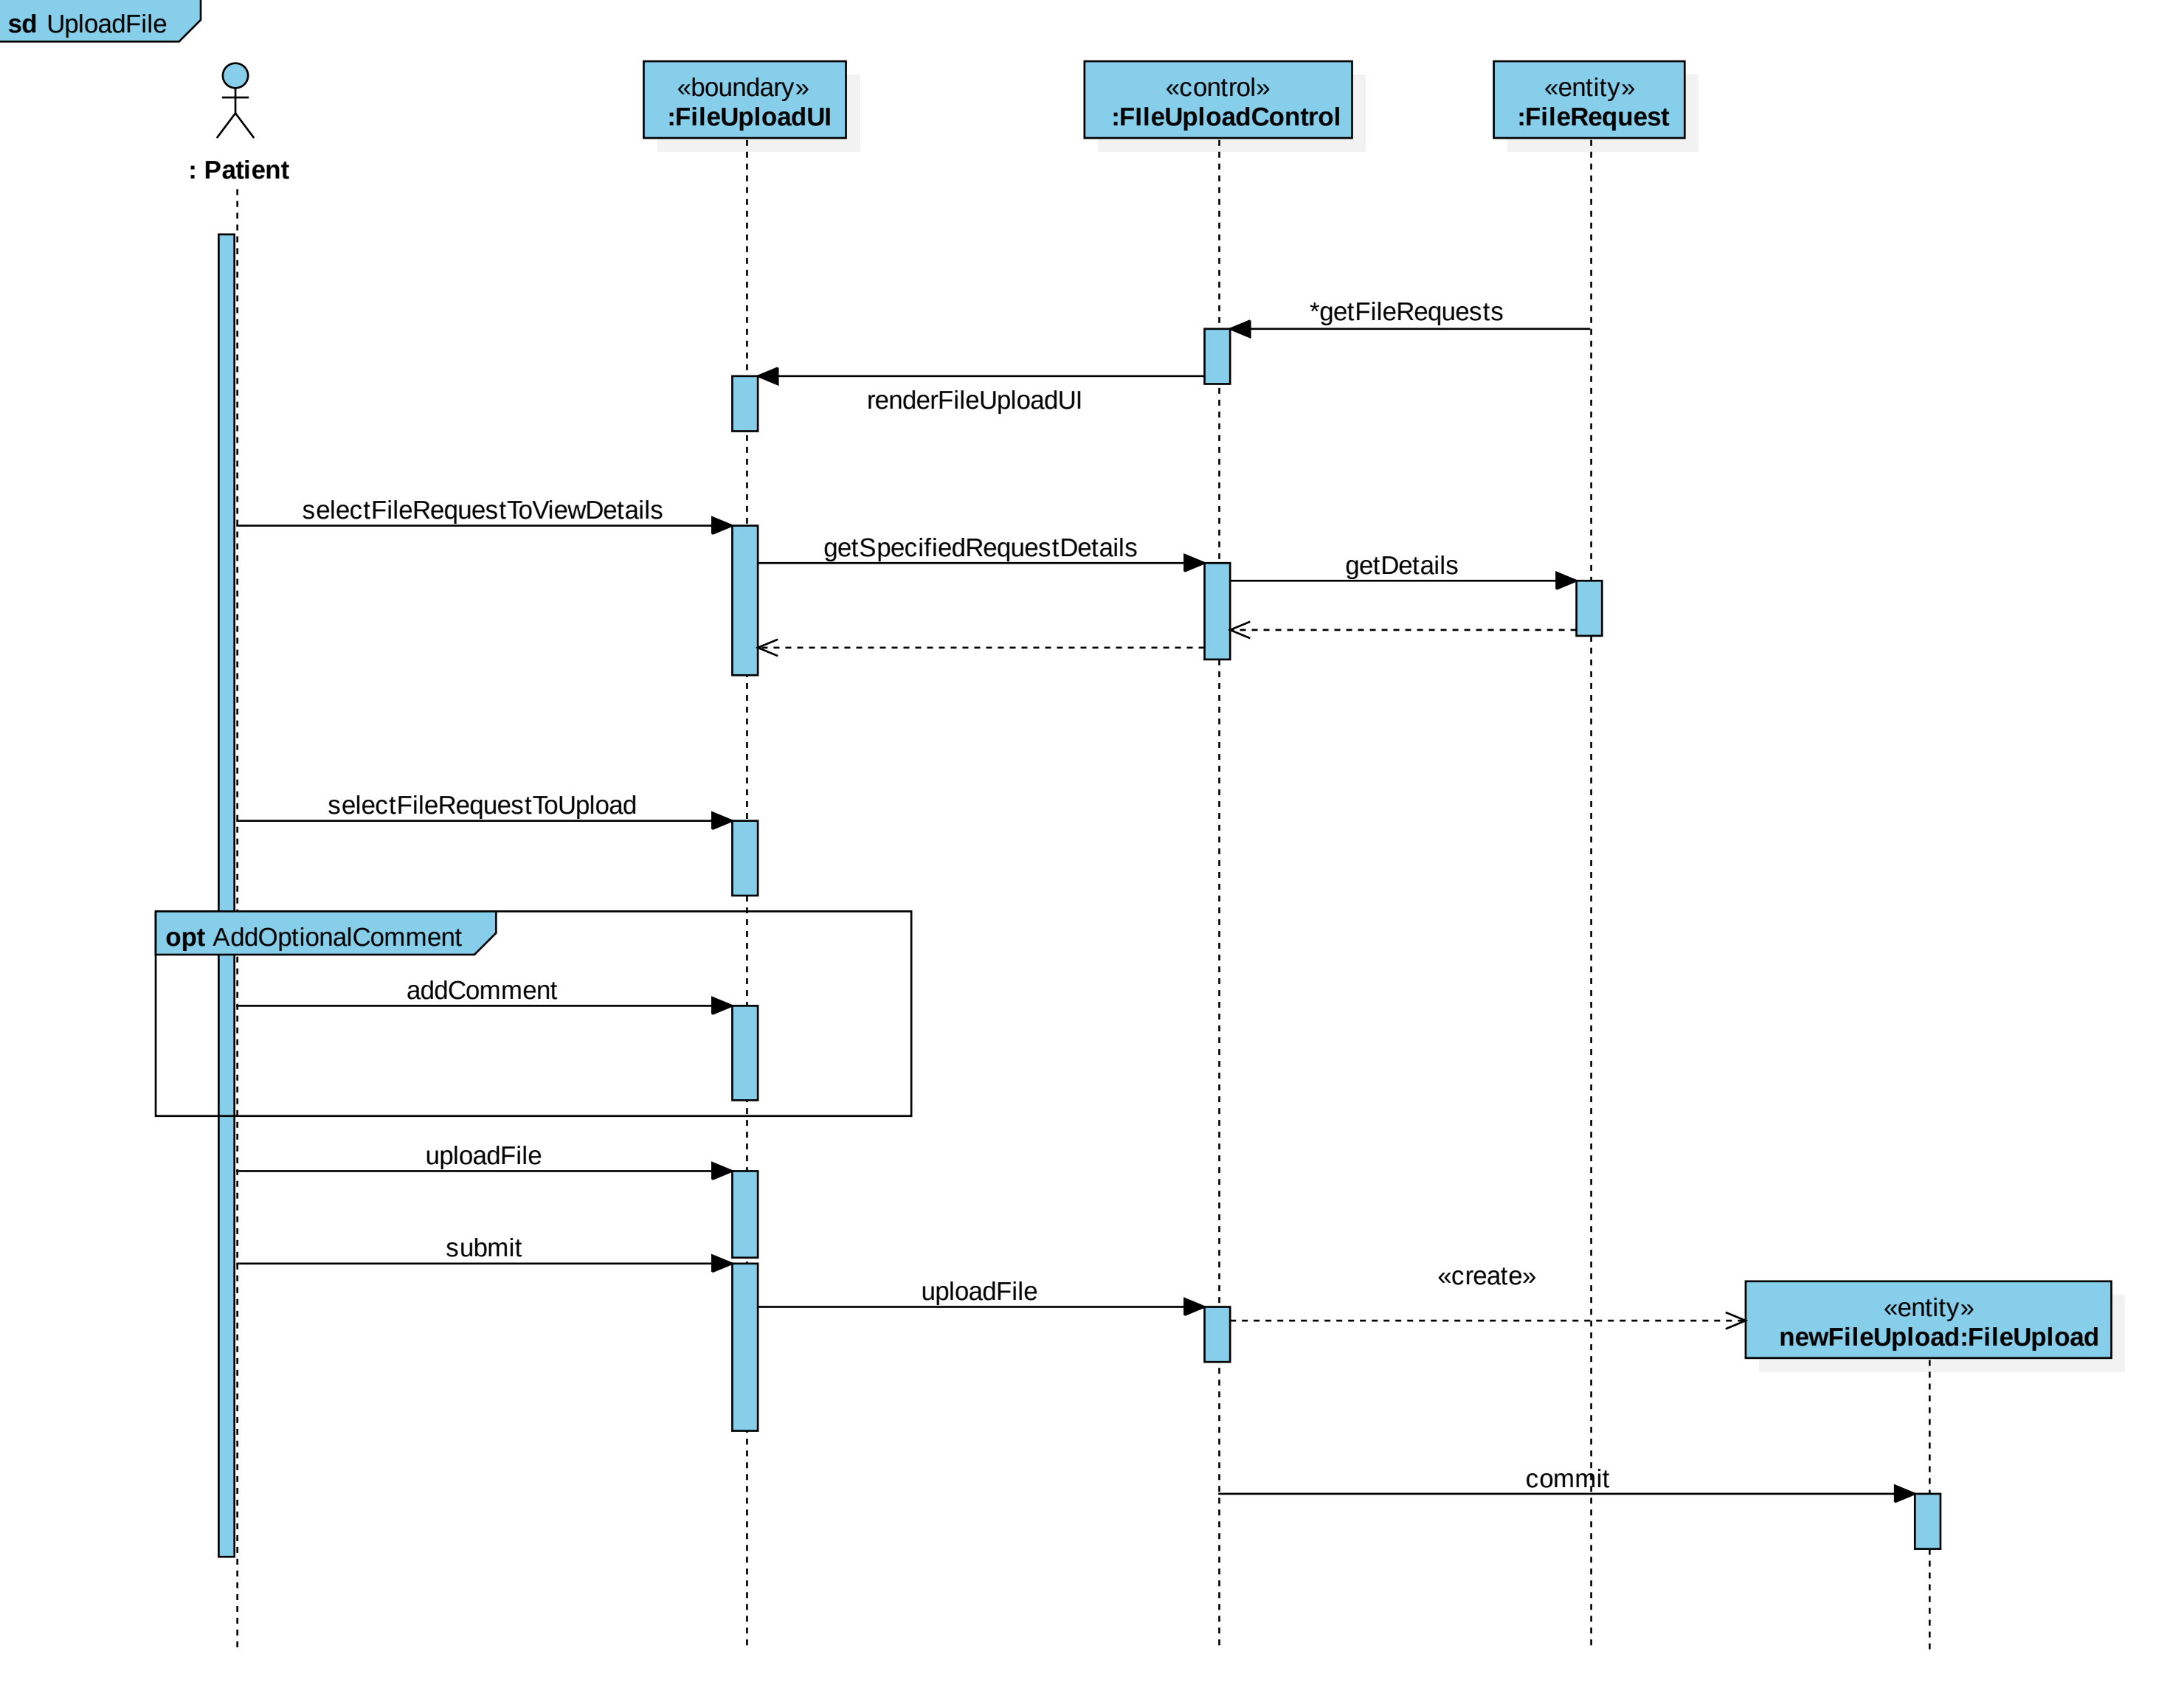 sd UploadFile
: Patient
«boundary»
:FileUploadUI
«control»
:FIleUploadControl
«entity»
:FileRequest
*getFileRequests
renderFileUploadUI
selectFileRequestToViewDetails
getSpecifiedRequestDetails
getDetails
selectFileRequestToUpload
opt AddOptionalComment
addComment
uploadFile
submit
uploadFile
«create»
«entity»
newFileUpload:FileUpload
commit